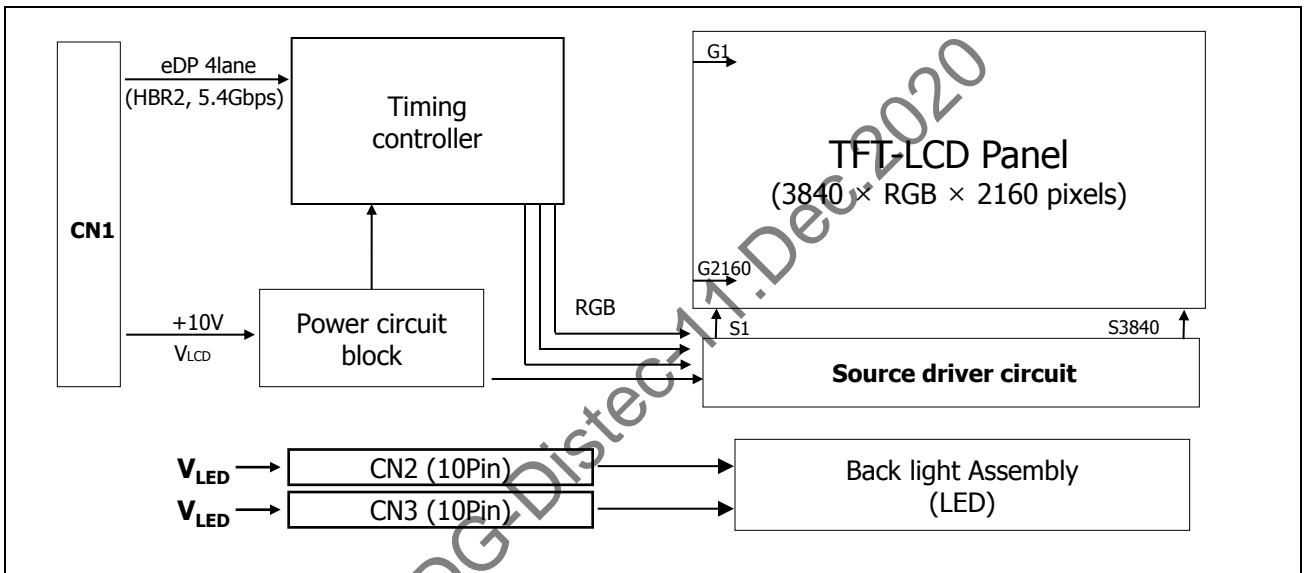 eDP 4lane
(HBR2, 5.4Gbps)
Timing
controller
CN1
+10V
VLCD
Power circuit
block
RGB
G1
TFT-LCD Panel
(3840 × RGB × 2160 pixels)
G2160
S1
S3840
Source driver circuit
VLED
CN2 (10Pin)
VLED
CN3 (10Pin)
Back light Assembly
(LED)
DG-Distec-11.Dec.2020